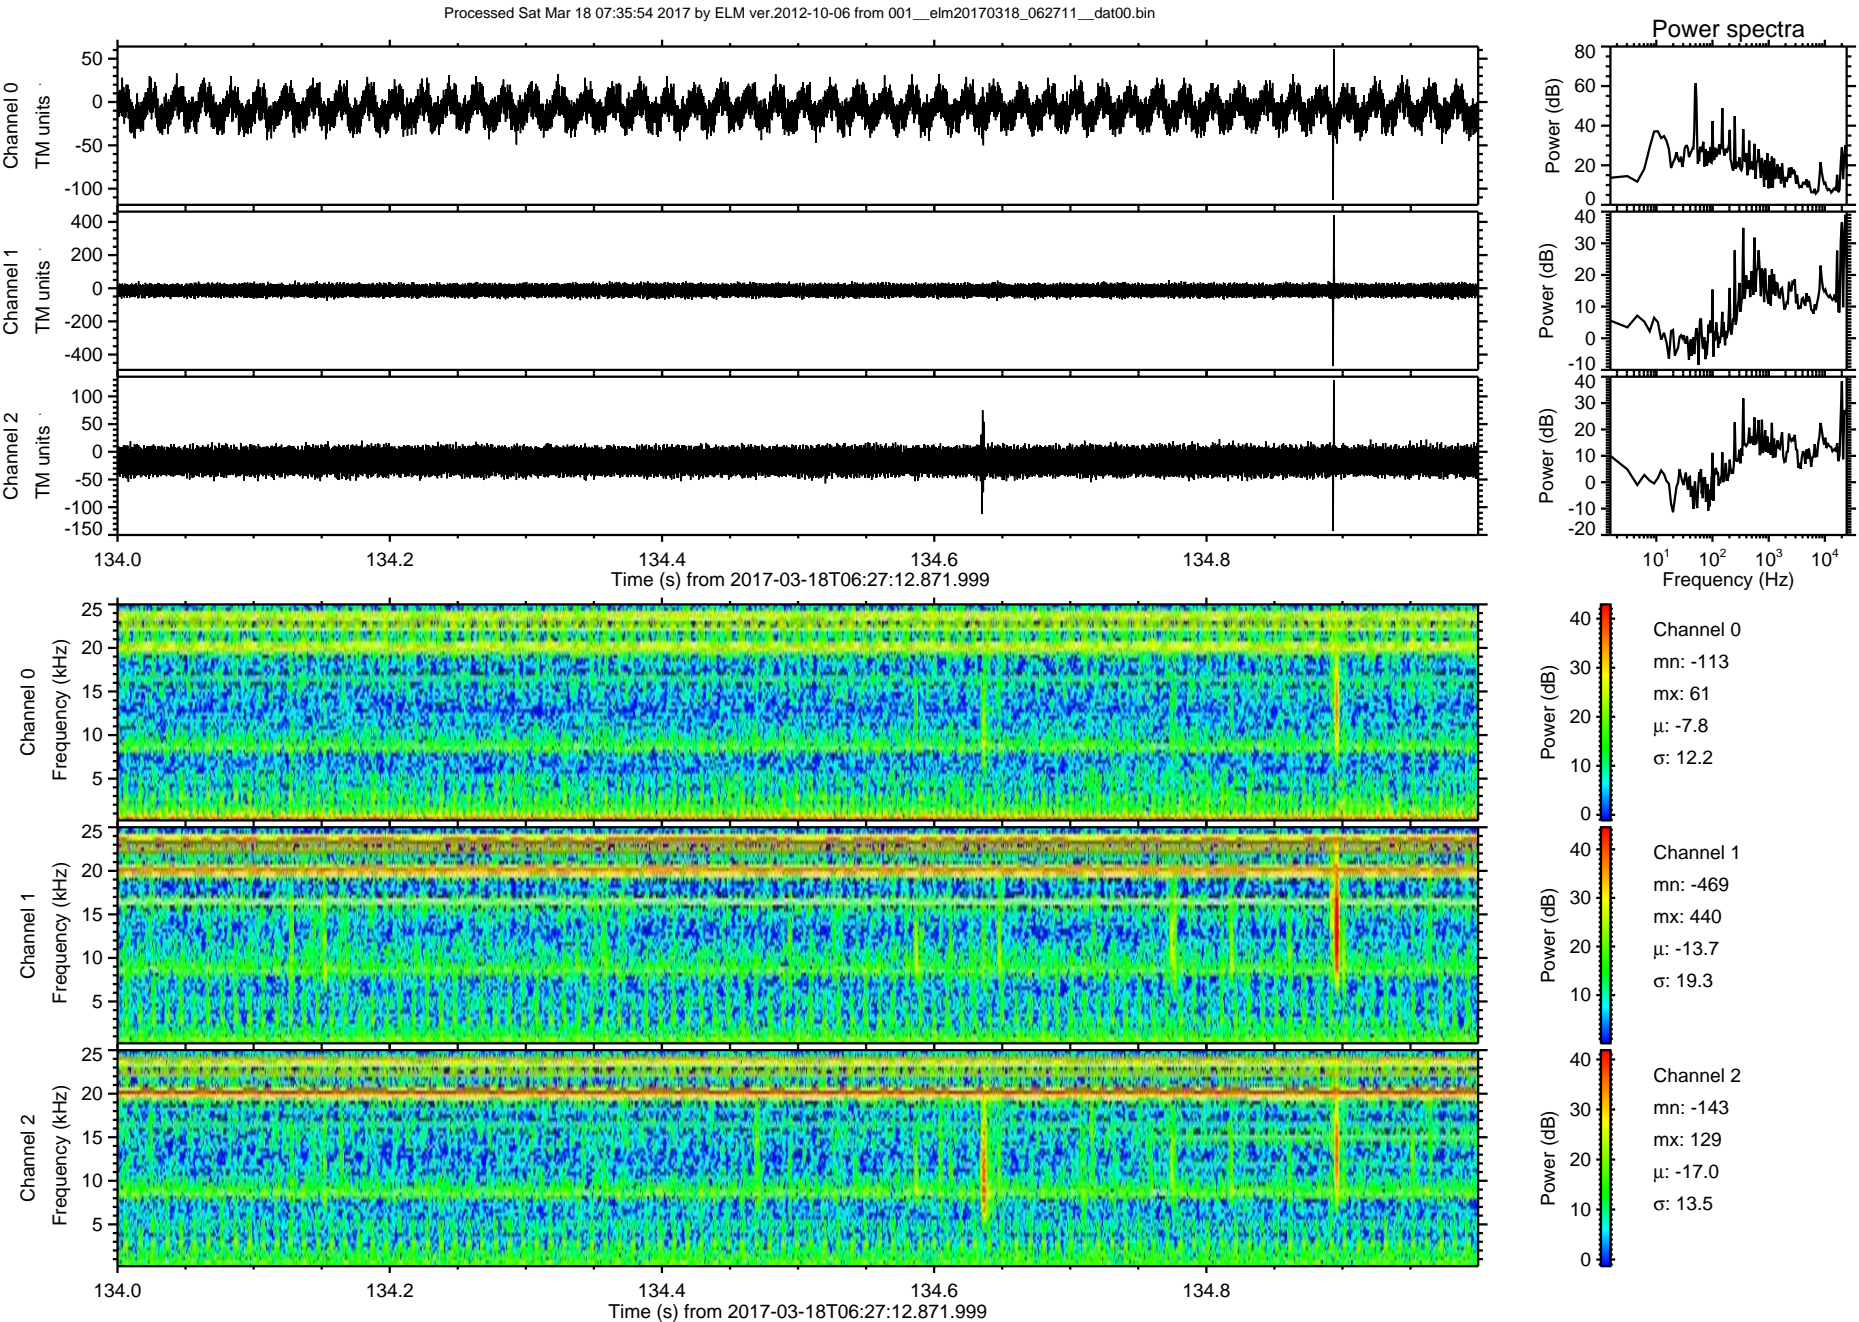 Processed Sat Mar 18 07:35:54 2017 by ELM ver.2012-10-06 from 001__elm20170318_062711__dat00.bin
Power spectra
Channel 0
TM units
50
0
-50
-100
Power (dB)
80
60
40
20
0
Channel 1
TM units
400
200
0
-200
-400
Power (dB)
40
30
20
10
0
-10
Channel 2
TM units
100
50
0
-50
-100
-150
Power (dB)
40
30
20
10
0
-10
-20
134.0 134.2 134.4 134.6 134.8
Time (s) from 2017-03-18T06:27:12.871.999
10¹ 10² 10³ 10⁴
Frequency (Hz)
Channel 0
Frequency (kHz)
25
20
15
10
5
Power (dB)
40
30
20
10
0
Channel 0
mn: -113
mx: 61
μ: -7.8
σ: 12.2
Channel 1
Frequency (kHz)
25
20
15
10
5
Power (dB)
40
30
20
10
Channel 1
mn: -469
mx: 440
μ: -13.7
σ: 19.3
Channel 2
Frequency (kHz)
25
20
15
10
5
Power (dB)
40
30
20
10
0
Channel 2
mn: -143
mx: 129
μ: -17.0
σ: 13.5
134.0 134.2 134.4 134.6 134.8
Time (s) from 2017-03-18T06:27:12.871.999